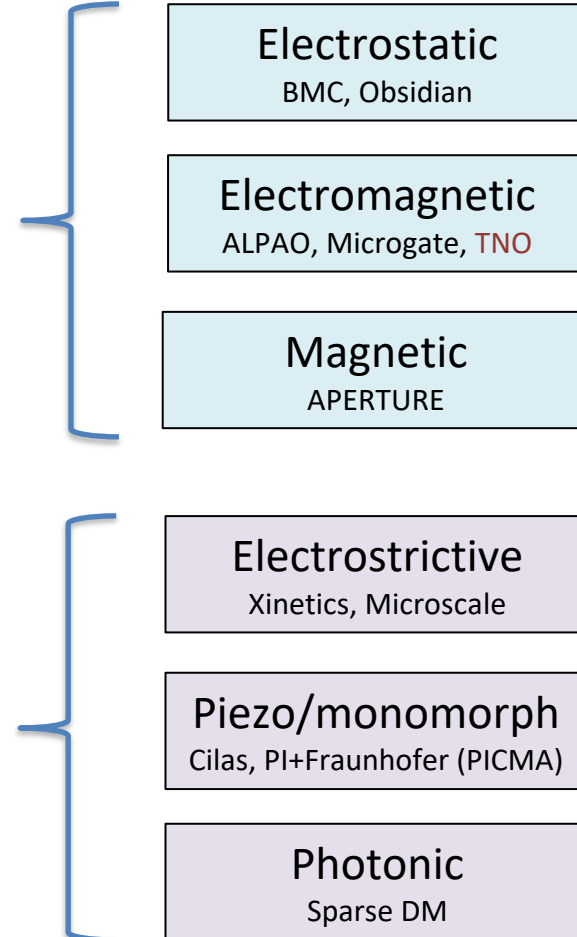 Electrostatic
BMC, Obsidian
Electromagnetic
ALPAO, Microgate, TNO
Magnetic
APERTURE
Electrostrictive
Xinetics, Microscale
Piezo/monomorph
Cilas, PI+Fraunhofer (PICMA)
Photonic
Sparse DM